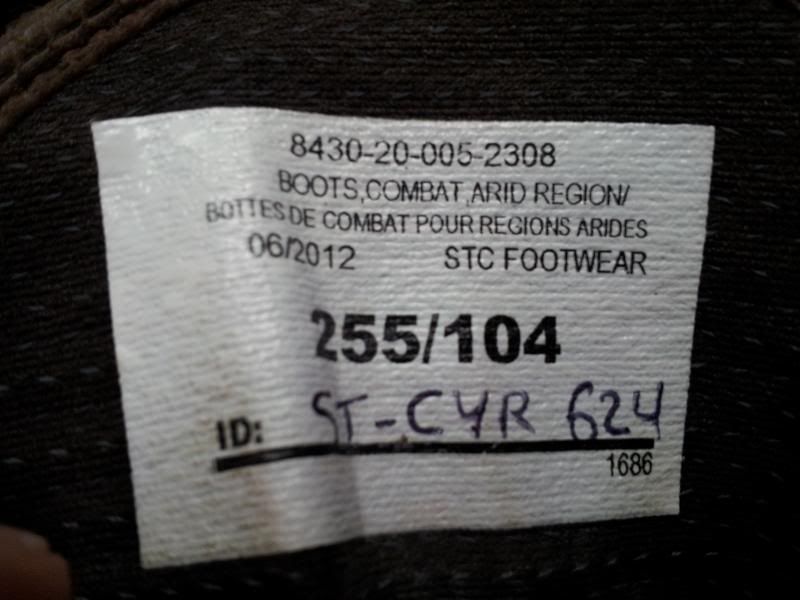 8430-20-005-2308
BOOTS,COMBAT,ARID REGION/
BOTTES DE COMBAT POUR REGIONS ARIDES
06/2012 STC FOOTWEAR
255/104
ID: ST-CYR 624
1686